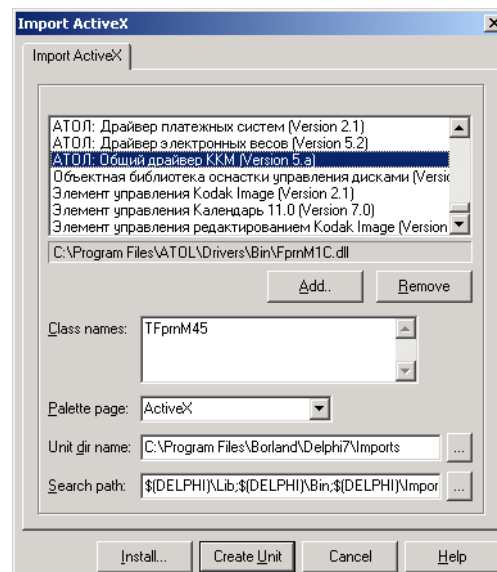 Import ActiveX
Import ActiveX
АТОЛ: Драйвер платежных систем (Version 2.1)
АТОЛ: Драйвер электронных весов (Version 5.2)
АТОЛ: Общий драйвер ККМ (Version 5.a)
Объектная библиотека оснастки управления дисками (Versic
Элемент управления Kodak Image (Version 2.1)
Элемент управления Календарь 11.0 (Version 7.0)
Элемент управления редактированием Kodak Image (Version
C:\Program Files\ATOL\Drivers\Bin\FprnM1C.dll
Add..
Remove
Class names:
TFprnM45
Palette page:
ActiveX
Unit dir name:
C:\Program Files\Borland\Delphi7\Imports
...
Search path:
$(DELPHI)\Lib;$(DELPHI)\Bin;$(DELPHI)\Impor
...
Install...
Create Unit
Cancel
Help